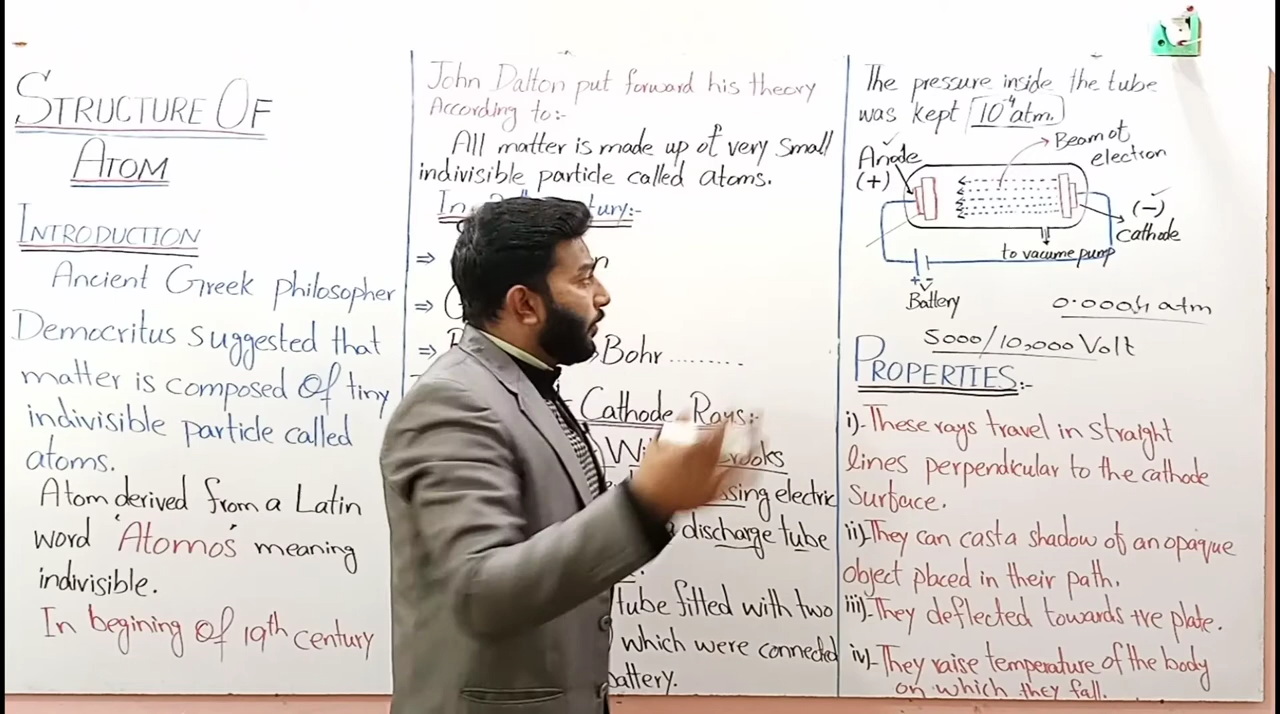 STRUCTURE OF
ATOM
INTRODUCTION
Ancient Greek philosopher
Democritus suggested that
matter is composed of tiny
indivisible particle called
atoms.
Atom derived from a Latin
word 'Atomos' meaning
indivisible.
In begining of 19th century
John Dalton put forward his theory
According to:-
All matter is made up of very small
indivisible particle called atoms.
In tury:-
⇒
⇒
⇒ Bohr ........
Cathode Rays:-
Crooks
electric
discharge tube
tube fitted with two
which were connected
battery.
The pressure inside the tube
was kept 10⁻⁴ atm.
Beam of
electron
Anode
(+)
(-)
cathode
to vacume pump
+ -
Battery
0.0001 atm
5000/10,000 Volt
PROPERTIES:-
i)- These rays travel in straight
lines perpendicular to the cathode
surface.
ii)- They can cast a shadow of an opaque
object placed in their path.
iii)- They deflected towards +ve plate.
iv)- They raise temperature of the body
on which they fall.